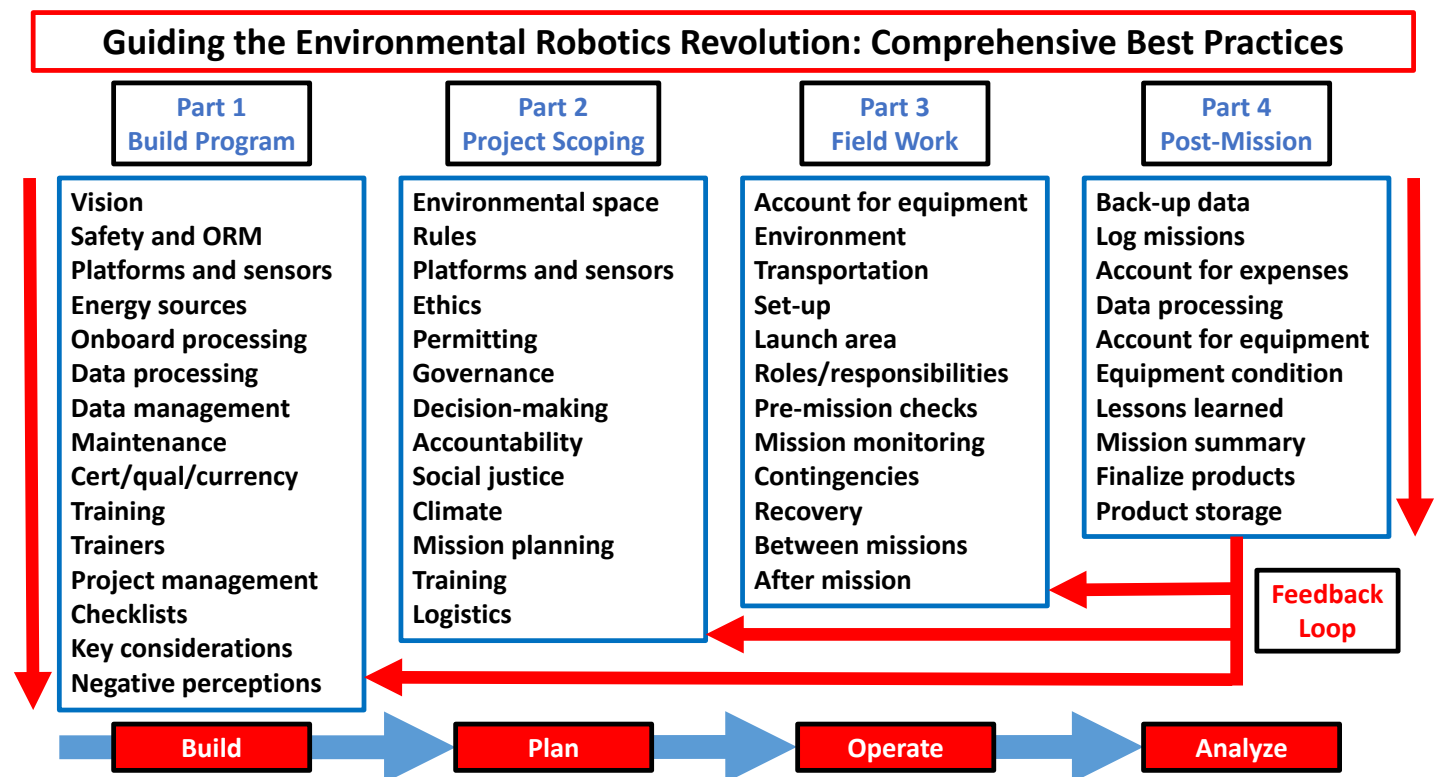 Guiding the Environmental Robotics Revolution: Comprehensive Best Practices
Part 1
Build Program
Vision
Safety and ORM
Platforms and sensors
Energy sources
Onboard processing
Data processing
Data management
Maintenance
Cert/qual/currency
Training
Trainers
Project management
Checklists
Key considerations
Negative perceptions
Part 2
Project Scoping
Environmental space
Rules
Platforms and sensors
Ethics
Permitting
Governance
Decision-making
Accountability
Social justice
Climate
Mission planning
Training
Logistics
Part 3
Field Work
Account for equipment
Environment
Transportation
Set-up
Launch area
Roles/responsibilities
Pre-mission checks
Mission monitoring
Contingencies
Recovery
Between missions
After mission
Part 4
Post-Mission
Back-up data
Log missions
Account for expenses
Data processing
Account for equipment
Equipment condition
Lessons learned
Mission summary
Finalize products
Product storage
Feedback
Loop
Build
Plan
Operate
Analyze